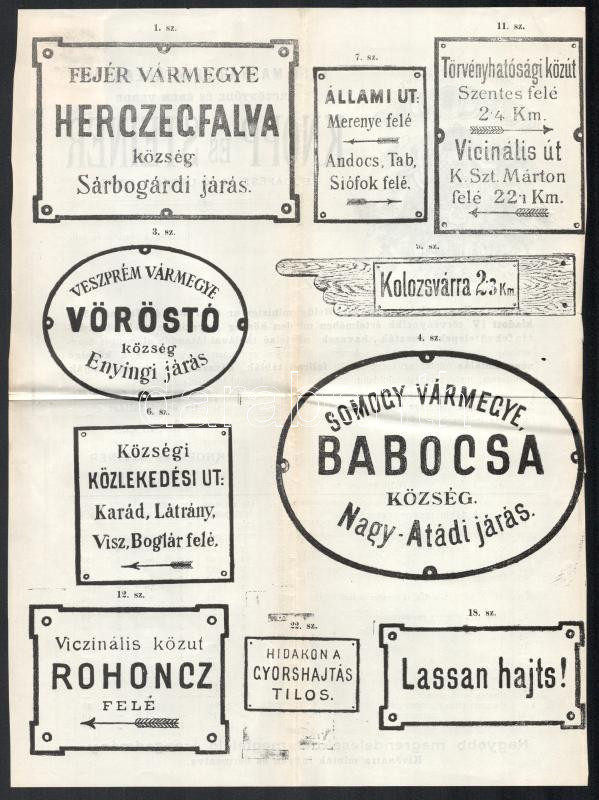 1. sz.
FEJÉR VÁRMEGYE
HERCZEGFALVA
község
Sárbogárdi járás.
7. sz.
ÁLLAMI UT:
Merenye felé
Andocs, Tab,
Siófok felé.
11. sz.
Törvényhatósági közút
Szentes felé
2·4 Km.
Vicinális út
K. Szt. Márton
felé 22·1 Km.
3. sz.
VESZPRÉM VÁRMEGYE
VÖRÖSTÓ
község
Enyingi járás
5. sz.
Kolozsvárra 2·3 Km
4. sz.
SOMOGY VÁRMEGYE,
BABOCSA
KÖZSÉG.
Nagy-Atádi járás.
6. sz.
Községi
KÖZLEKEDÉSI UT:
Karád, Látrány,
Visz, Boglár felé.
12. sz.
Viczinális közut
ROHONCZ
FELÉ
22. sz.
HIDAKON A
GYORSHAJTÁS
TILOS.
18. sz.
Lassan hajts!